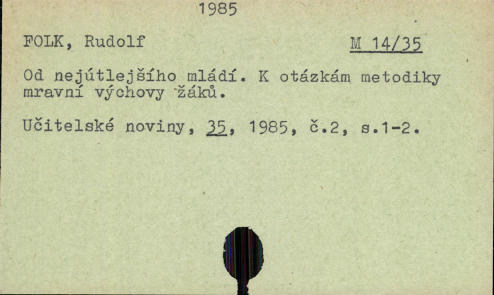 1985
FOLK, Rudolf M 14/35
Od nejútlejšího mládí. K otázkám metodiky
mravní výchovy žáků.
Učitelské noviny, 35, 1985, č.2, s.1-2.